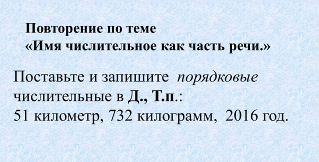 Повторение по теме
«Имя числительное как часть речи.»
Поставьте и запишите порядковые
числительные в Д., Т.п.:
51 километр, 732 килограмм, 2016 год.